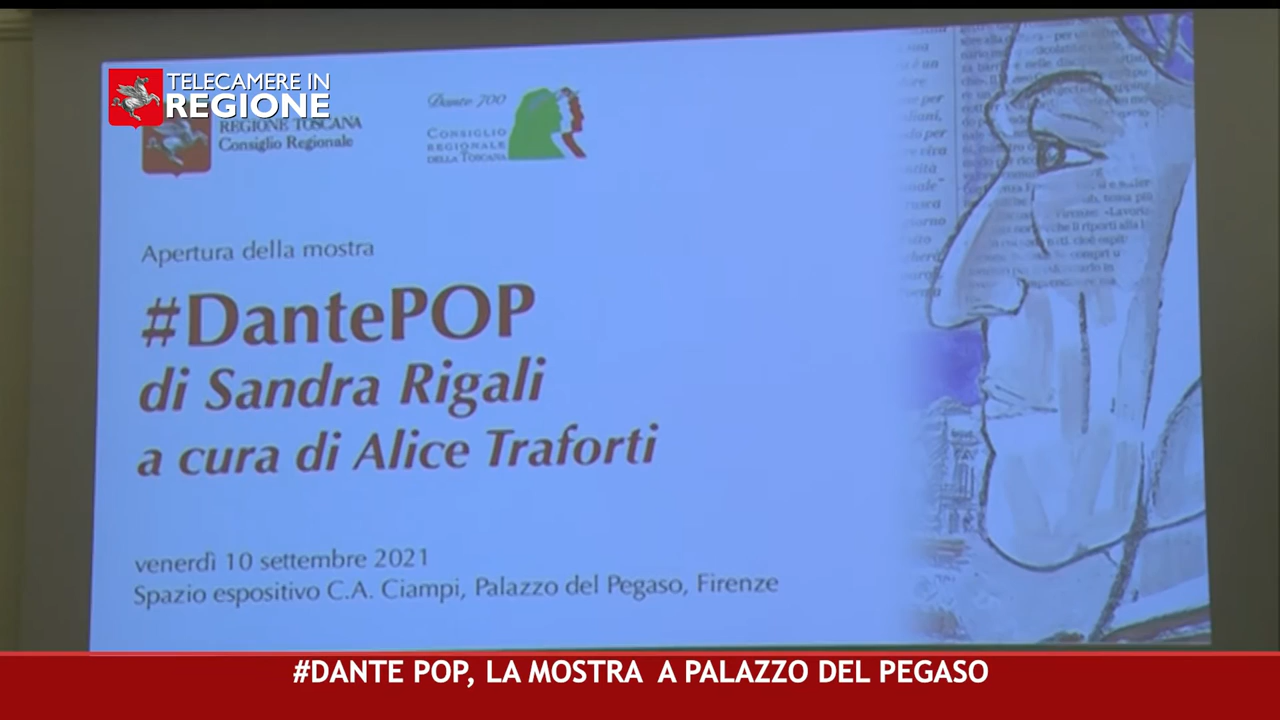 TELECAMERE IN
REGIONE
REGIONE TOSCANA
Consiglio Regionale
Dante 700
CONSIGLIO
REGIONALE
DELLA TOSCANA
Apertura della mostra
#DantePOP
di Sandra Rigali
a cura di Alice Traforti
venerdì 10 settembre 2021
Spazio espositivo C.A. Ciampi, Palazzo del Pegaso, Firenze
#DANTE POP, LA MOSTRA A PALAZZO DEL PEGASO